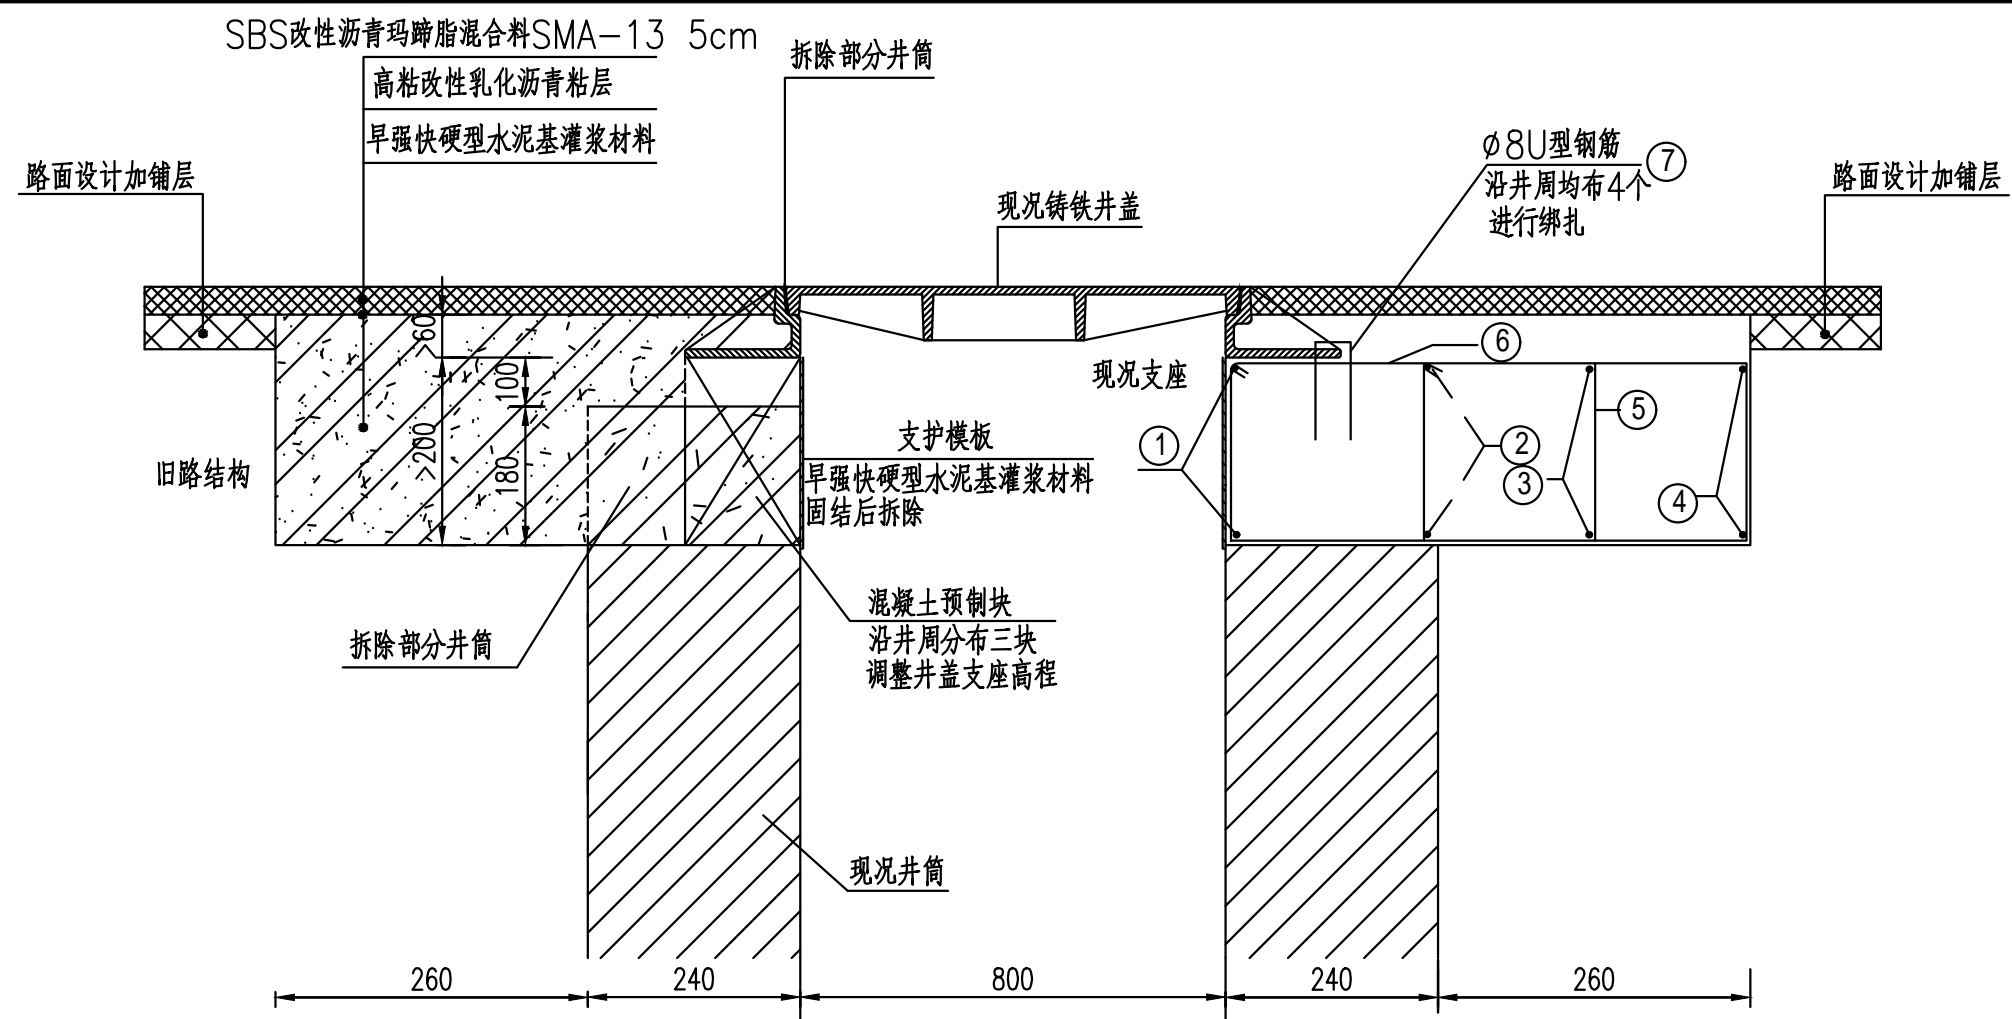 SBS改性沥青玛蹄脂混合料SMA-13 5cm
高粘改性乳化沥青粘层
早强快硬型水泥基灌浆材料
拆除部分井筒
路面设计加铺层
现况铸铁井盖
ø8U型钢筋 ⑦
沿井周均布4个
进行绑扎
路面设计加铺层
>60
100
>200
180
旧路结构
现况支座
支护模板
早强快硬型水泥基灌浆材料
固结后拆除
①
⑥
②
③
⑤
④
混凝土预制块
沿井周分布三块
调整井盖支座高程
拆除部分井筒
现况井筒
260 240 800 240 260